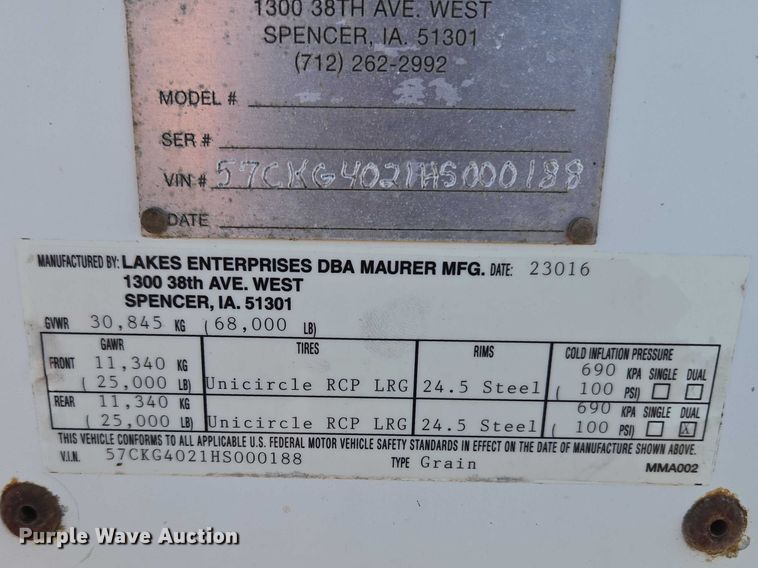 1300 38TH AVE. WEST
SPENCER, IA. 51301
(712) 262-2992
MODEL #
SER #
VIN # 57CKG4021HS000188
DATE
MANUFACTURED BY: LAKES ENTERPRISES DBA MAURER MFG. DATE: 23016
1300 38th AVE. WEST
SPENCER, IA. 51301
GVWR 30,845 KG (68,000 LB)
GAWR TIRES RIMS COLD INFLATION PRESSURE
FRONT 11,340 KG 690 KPA SINGLE DUAL
(25,000 LB) Unicircle RCP LRG 24.5 Steel (100 PSI)
REAR 11,340 KG 690 KPA SINGLE DUAL
(25,000 LB) Unicircle RCP LRG 24.5 Steel (100 PSI) X
THIS VEHICLE CONFORMS TO ALL APPLICABLE U.S. FEDERAL MOTOR VEHICLE SAFETY STANDARDS IN EFFECT ON THE DATE OF MANUFACTURE SHOWN ABOVE.
V.I.N. 57CKG4021HS000188 TYPE Grain MMA002
Purple Wave Auction